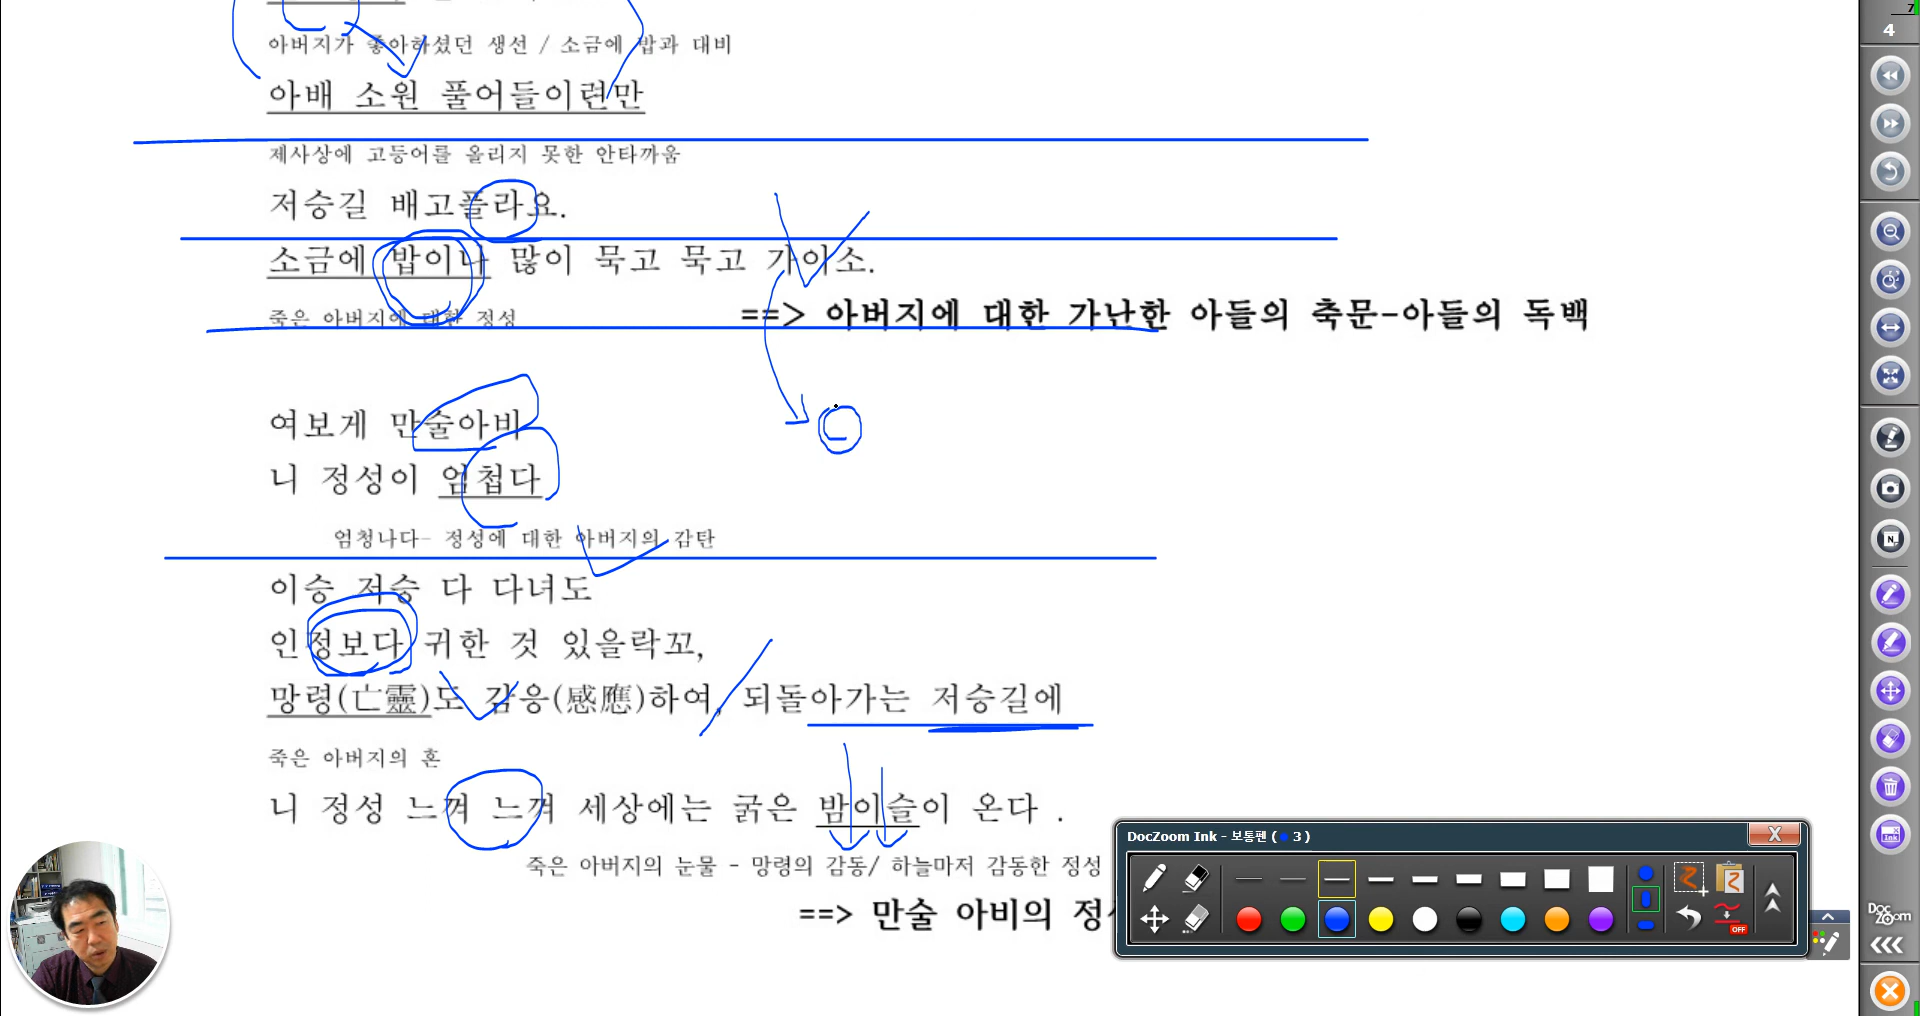 아버지가 좋아하셨던 생선 / 소금에 밥과 대비
아배 소원 풀어들이련만
제사상에 고등어를 올리지 못한 안타까움
저승길 배고플라요.
소금에 밥이나 많이 묵고 묵고 가이소.
죽은 아버지에 대한 정성
==> 아버지에 대한 가난한 아들의 축문-아들의 독백
여보게 만술아비
니 정성이 엄첩다
엄청나다- 정성에 대한 아버지의 감탄
이승 저승 다 다녀도
인정보다 귀한 것 있을락꼬,
망령(亡靈)도 감응(感應)하여, 되돌아가는 저승길에
죽은 아버지의 혼
니 정성 느껴 느껴 세상에는 굵은 밤이슬이 온다 .
죽은 아버지의 눈물 - 망령의 감동/ 하늘마저 감동한 정성
==> 만술 아비의
DocZoom Ink - 보통펜 ( 3 )
OFF
7
4
N
Ink
DocZoom